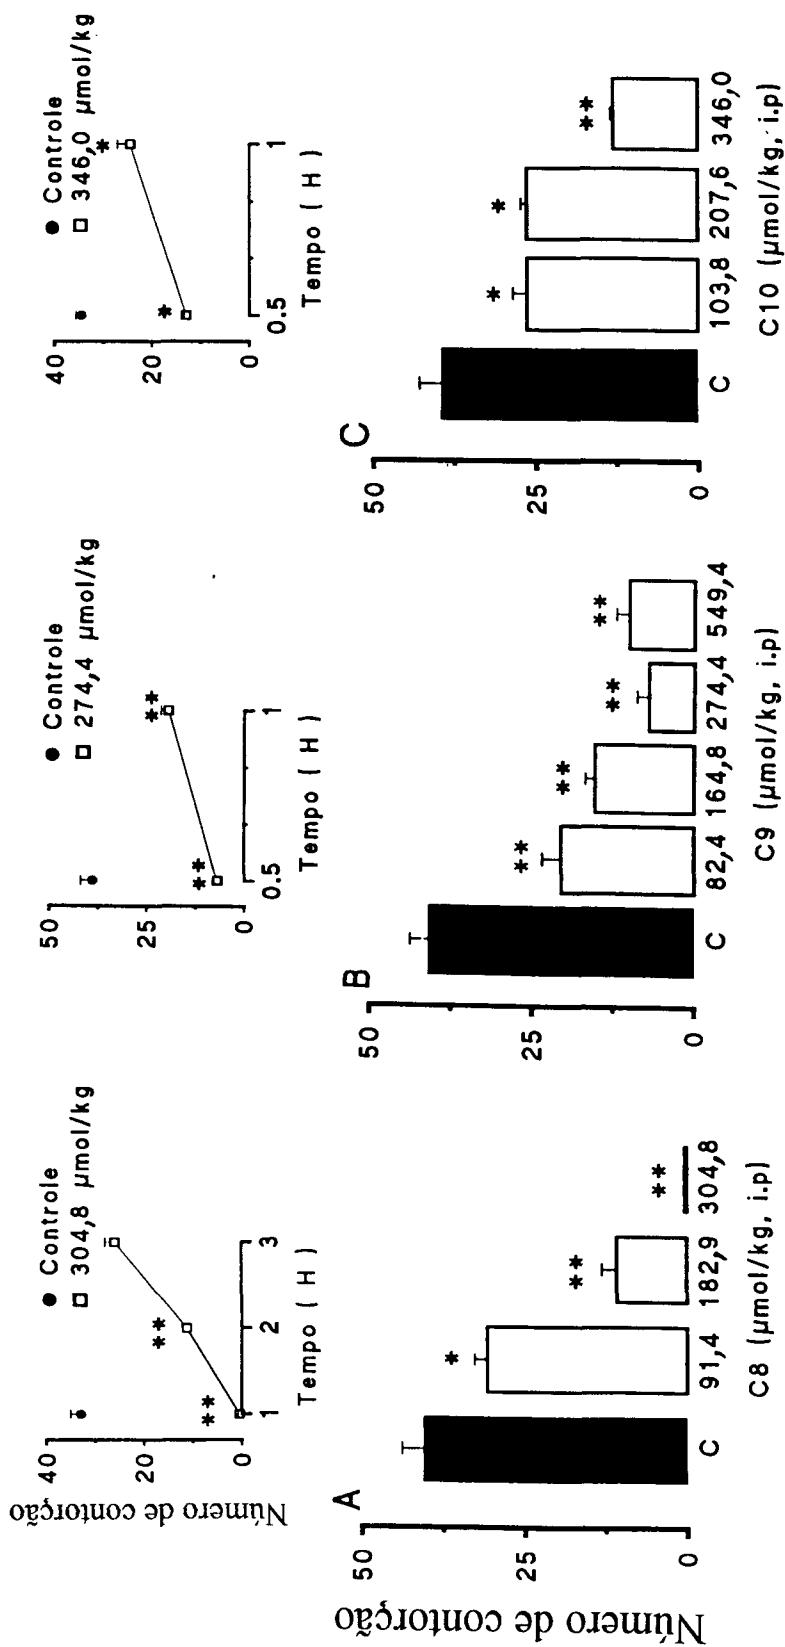 Número de contorção
40
20
0
● Controle
□ 304,8 µmol/kg
**
**
1
2
3
Tempo ( H )
50
25
0
● Controle
□ 274,4 µmol/kg
**
**
0.5
1
Tempo ( H )
40
20
0
● Controle
□ 346,0 µmol/kg
*
*
0.5
1
Tempo ( H )
Número de contorção
A
50
25
0
*
**
**
C 91,4 182,9 304,8
C8 (µmol/kg, i.p)
B
50
25
0
**
**
**
**
C 82,4 164,8 274,4 549,4
C9 (µmol/kg, i.p)
C
50
25
0
*
*
**
C 103,8 207,6 346,0
C10 (µmol/kg, i.p)